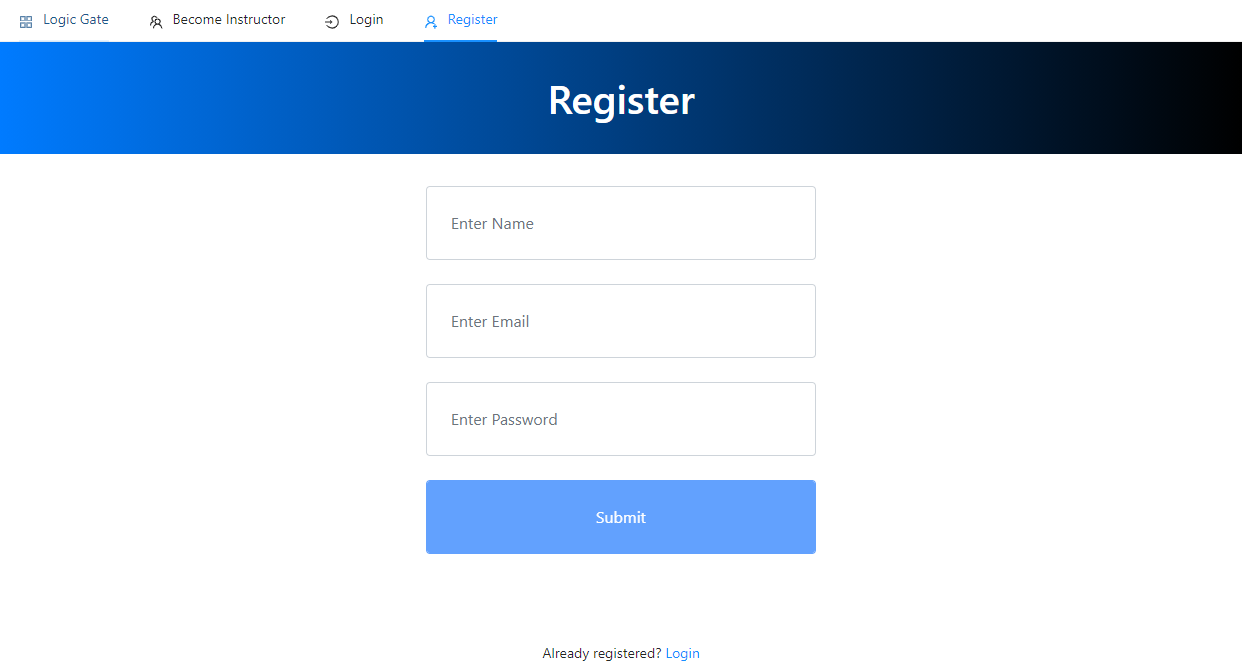 Logic Gate Become Instructor Login Register
Register
Enter Name
Enter Email
Enter Password
Submit
Already registered? Login